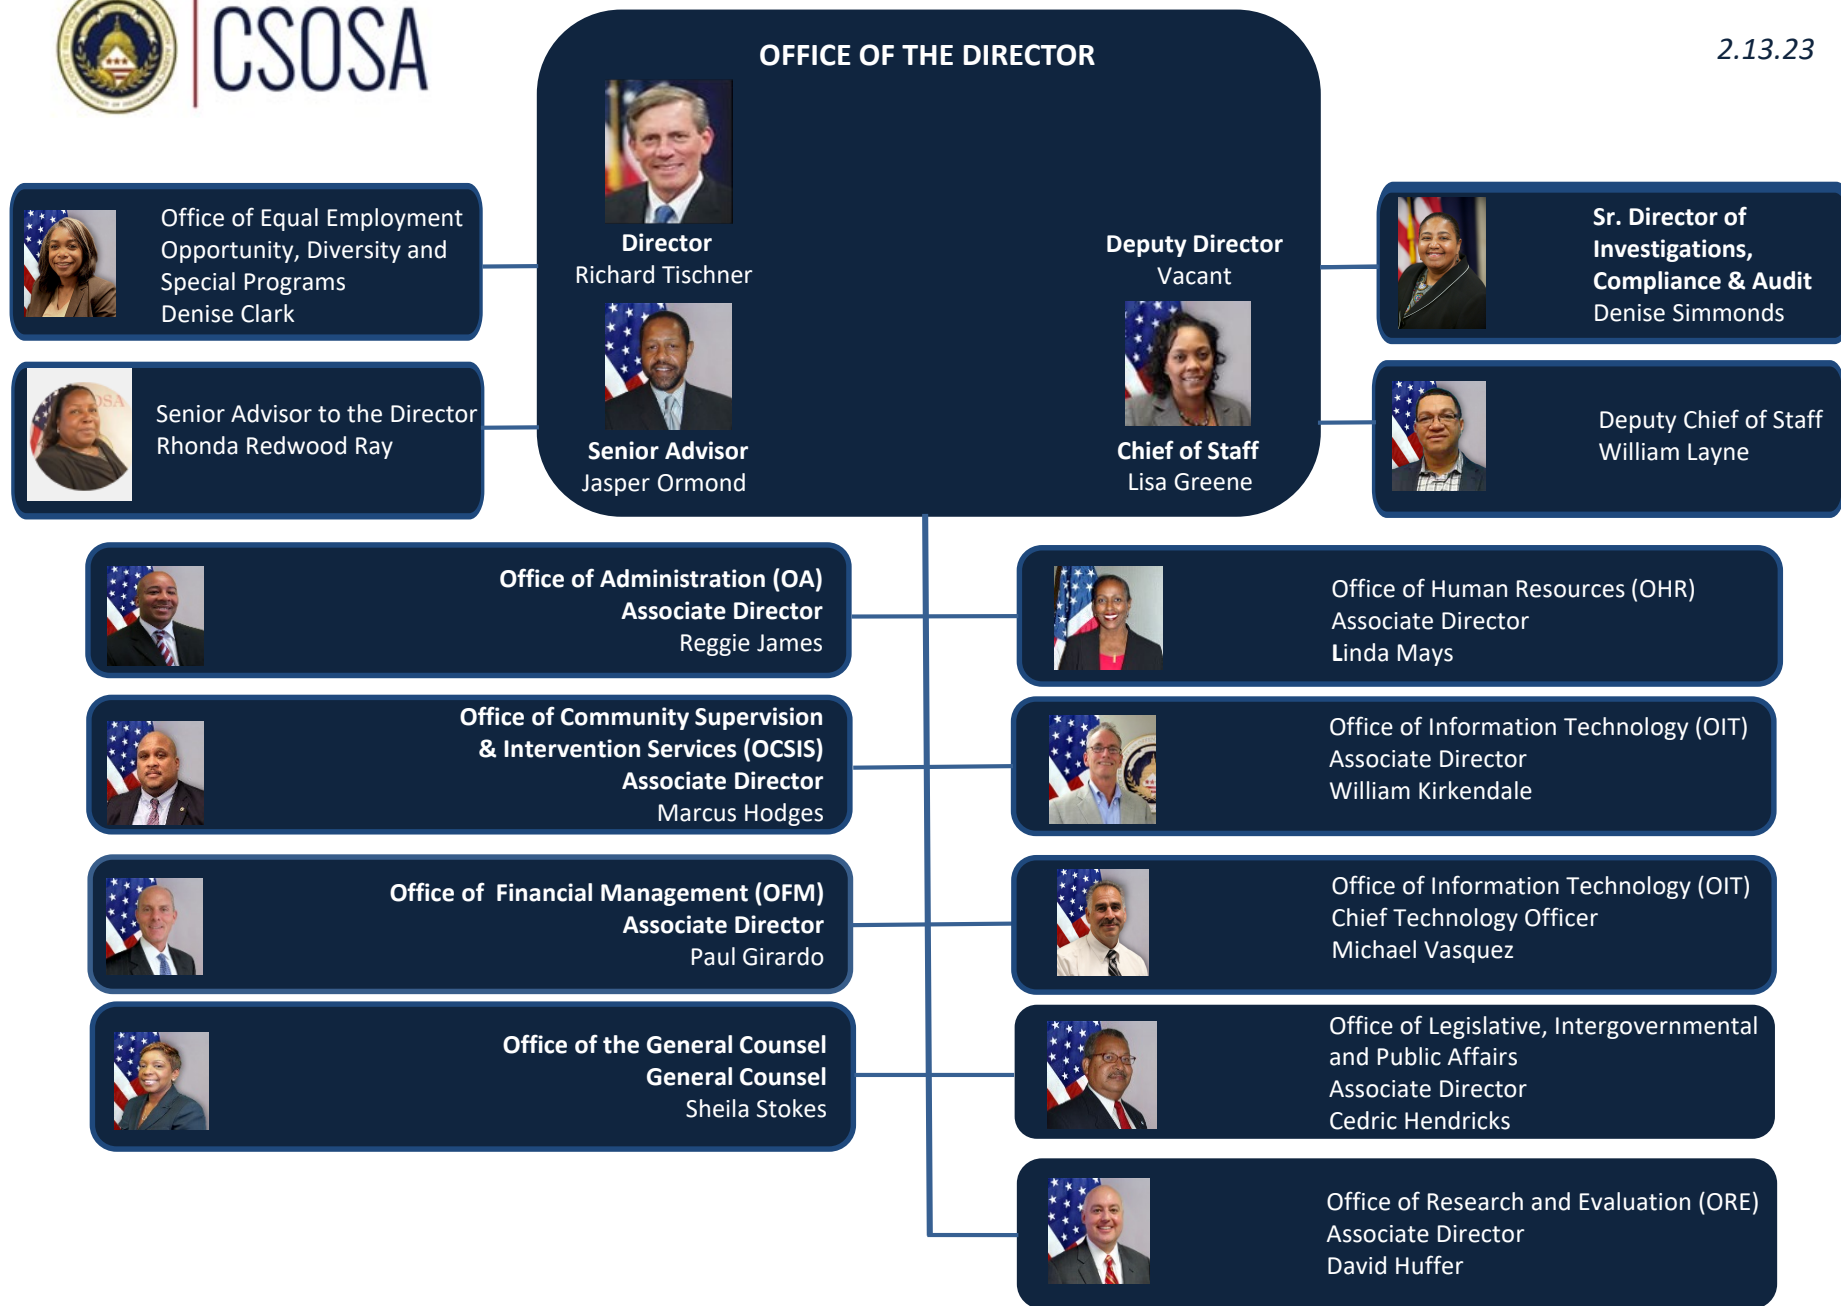 CSOSA
OFFICE OF THE DIRECTOR
2.13.23
Director
Richard Tischner
Deputy Director
Vacant
Senior Advisor
Jasper Ormond
Chief of Staff
Lisa Greene
Office of Equal Employment
Opportunity, Diversity and
Special Programs
Denise Clark
Senior Advisor to the Director
Rhonda Redwood Ray
Sr. Director of
Investigations,
Compliance & Audit
Denise Simmonds
Deputy Chief of Staff
William Layne
Office of Administration (OA)
Associate Director
Reggie James
Office of Human Resources (OHR)
Associate Director
Linda Mays
Office of Community Supervision
& Intervention Services (OCSIS)
Associate Director
Marcus Hodges
Office of Information Technology (OIT)
Associate Director
William Kirkendale
Office of  Financial Management (OFM)
Associate Director
Paul Girardo
Office of Information Technology (OIT)
Chief Technology Officer
Michael Vasquez
Office of the General Counsel
General Counsel
Sheila Stokes
Office of Legislative, Intergovernmental
and Public Affairs
Associate Director
Cedric Hendricks
Office of Research and Evaluation (ORE)
Associate Director
David Huffer